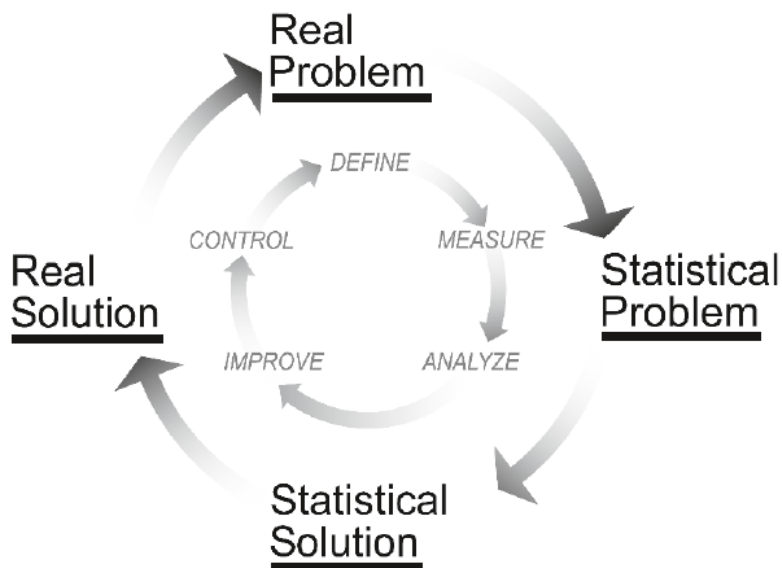 Real
Problem
DEFINE
CONTROL
MEASURE
Real
Solution
Statistical
Problem
IMPROVE
ANALYZE
Statistical
Solution